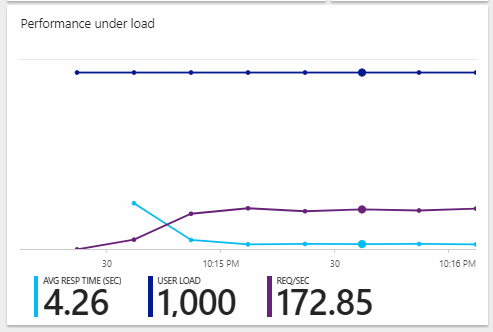 Performance under load
30 10:15 PM 30 10:16 PM
AVG RESP TIME (SEC) USER LOAD REQ/SEC
4.26 1,000 172.85